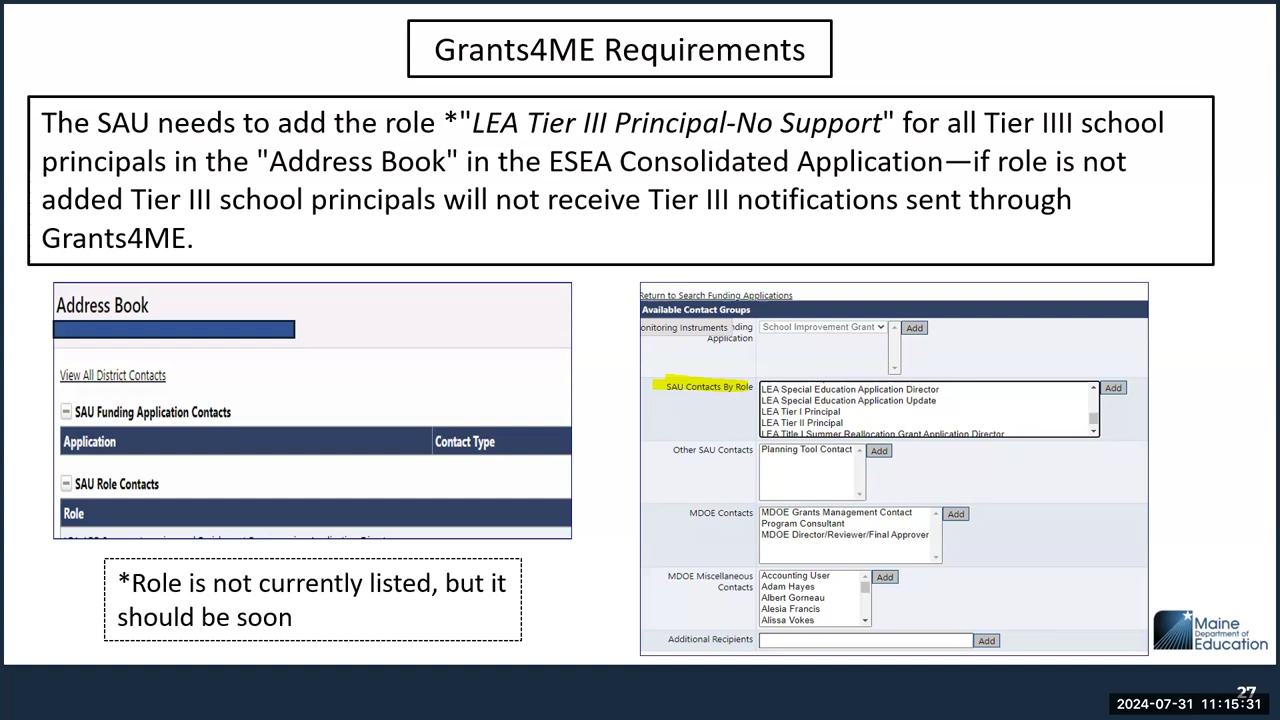 Grants4ME Requirements
The SAU needs to add the role *"LEA Tier III Principal-No Support" for all Tier IIII school
principals in the "Address Book" in the ESEA Consolidated Application—if role is not
added Tier III school principals will not receive Tier III notifications sent through
Grants4ME.
Address Book
View All District Contacts
SAU Funding Application Contacts
Application Contact Type
SAU Role Contacts
Role
*Role is not currently listed, but it
should be soon
Return to Search Funding Applications
Available Contact Groups
onitoring Instruments nding
Application
School Improvement Grant Add
SAU Contacts By Role
LEA Special Education Application Director
LEA Special Education Application Update
LEA Tier I Principal
LEA Tier II Principal
LEA Title I Summer Reallocation Grant Application Director
Add
Other SAU Contacts
Planning Tool Contact
Add
MDOE Contacts
MDOE Grants Management Contact
Program Consultant
MDOE Director/Reviewer/Final Approver
Add
MDOE Miscellaneous
Contacts
Accounting User
Adam Hayes
Albert Gorneau
Alesia Francis
Alissa Vokes
Add
Additional Recipients Add
Maine
Department of
Education
27
2024-07-31 11:15:31